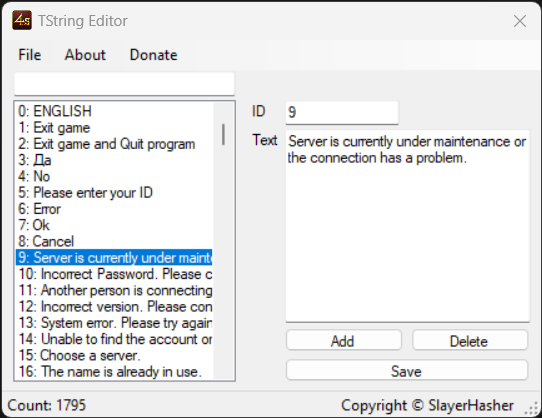 4s
TString Editor
File About Donate
0: ENGLISH
1: Exit game
2: Exit game and Quit program
3: Да
4: No
5: Please enter your ID
6: Error
7: Ok
8: Cancel
9: Server is currently under maint
10: Incorrect Password. Please c
11: Another person is connecting
12: Incorrect version. Please con
13: System error. Please try again
14: Unable to find the account or
15: Choose a server.
16: The name is already in use.
ID 9
Text Server is currently under maintenance or
the connection has a problem.
Add Delete
Save
Count: 1795 Copyright © SlayerHasher